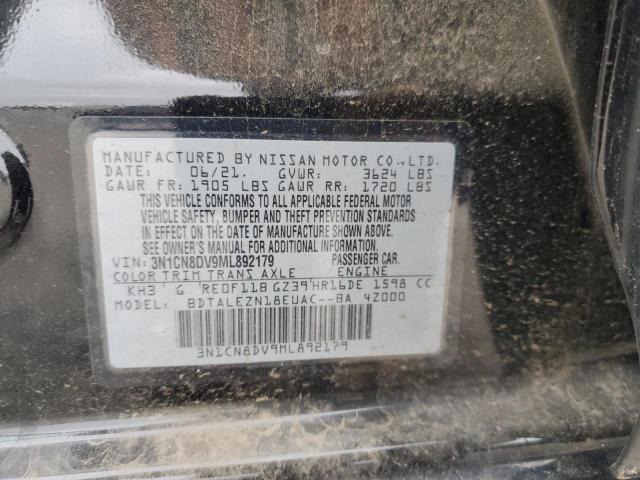 MANUFACTURED BY NISSAN MOTOR CO.,LTD.
DATE: 06/21. GVWR: 3624 LBS
GAWR FR: 1905 LBS GAWR RR: 1720 LBS
THIS VEHICLE CONFORMS TO ALL APPLICABLE FEDERAL MOTOR
VEHICLE SAFETY, BUMPER AND THEFT PREVENTION STANDARDS
IN EFFECT ON THE DATE OF MANUFACTURE SHOWN ABOVE.
SEE OWNER'S MANUAL FOR ADDITIONAL INFORMATION.
VIN: 3N1CN8DV9ML892179 PASSENGER CAR.
COLOR TRIM TRANS AXLE ENGINE
KH3 G RE0F11B GZ39 HR16DE 1598 CC
MODEL: BDTALEZN18EUAC--BA 4Z000
3N1CN8DV9ML892179